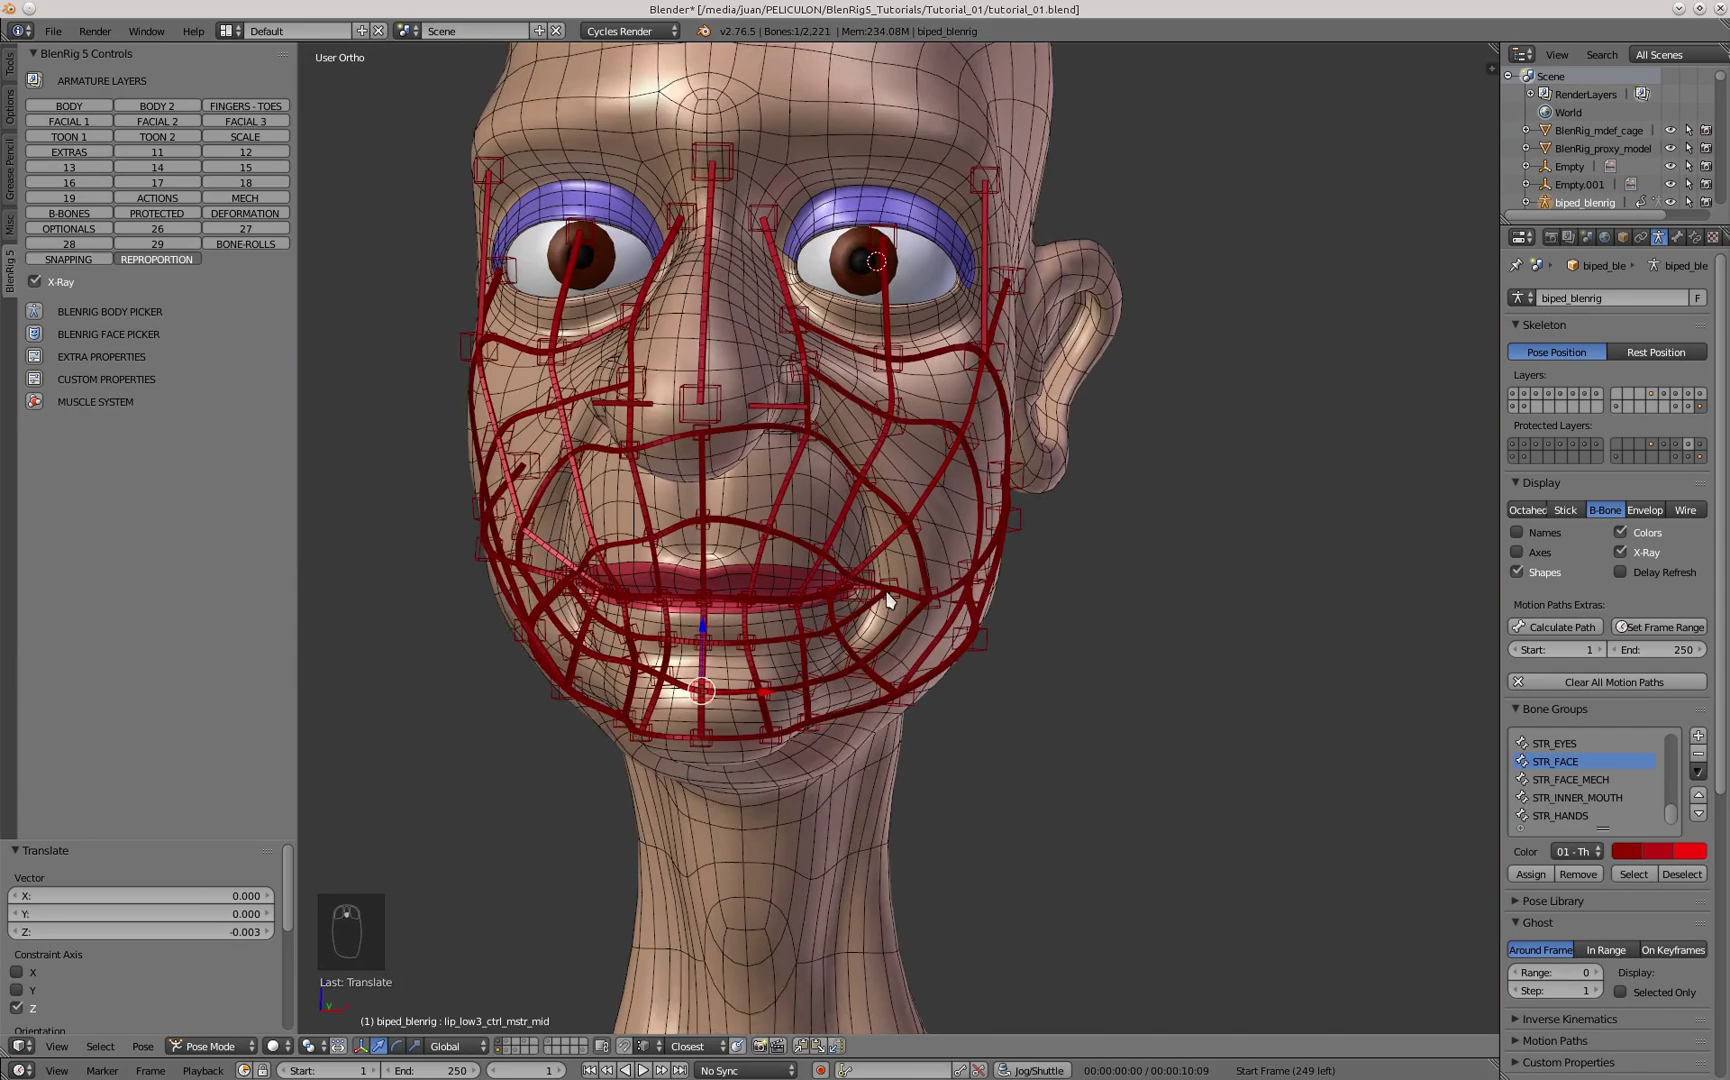 Blender* [/media/juan/PELICULON/BlenRig5_Tutorials/Tutorial_01/tutorial_01.blend]
File Render Window Help Default Scene Cycles Render v2.76.5 | Bones:1/2,221 | Mem:234.08M | biped_blenrig
Tools
Options
Grease Pencil
Misc
BlenRig 5
BlenRig 5 Controls
ARMATURE LAYERS
BODY BODY 2 FINGERS - TOES
FACIAL 1 FACIAL 2 FACIAL 3
TOON 1 TOON 2 SCALE
EXTRAS 11 12
13 14 15
16 17 18
19 ACTIONS MECH
B-BONES PROTECTED DEFORMATION
OPTIONALS 26 27
28 29 BONE-ROLLS
SNAPPING REPROPORTION
X-Ray
BLENRIG BODY PICKER
BLENRIG FACE PICKER
EXTRA PROPERTIES
CUSTOM PROPERTIES
MUSCLE SYSTEM
Translate
Vector
X: 0.000
Y: 0.000
Z: -0.003
Constraint Axis
X
Y
Z
Orientation
User Ortho
Last: Translate
(1) biped_blenrig : lip_low3_ctrl_mstr_mid
View Select Pose Pose Mode Global Closest
View Marker Frame Playback Start: 1 End: 250 1 No Sync Jog/Shuttle 00:00:00:00 / 00:00:10:09 Start Frame (249 left)
View Search All Scenes
Scene
RenderLayers
World
BlenRig_mdef_cage
BlenRig_proxy_model
Empty
Empty.001
biped_blenrig
biped_ble biped_ble
biped_blenrig F
Skeleton
Pose Position Rest Position
Layers:
Protected Layers:
Display
Octahed Stick B-Bone Envelop Wire
Names Colors
Axes X-Ray
Shapes Delay Refresh
Motion Paths Extras:
Calculate Path Set Frame Range
Start: 1 End: 250
Clear All Motion Paths
Bone Groups
STR_EYES
STR_FACE
STR_FACE_MECH
STR_INNER_MOUTH
STR_HANDS
Color 01 - Th
Assign Remove Select Deselect
Pose Library
Ghost
Around Frame In Range On Keyframes
Range: 0 Display:
Step: 1 Selected Only
Inverse Kinematics
Motion Paths
Custom Properties